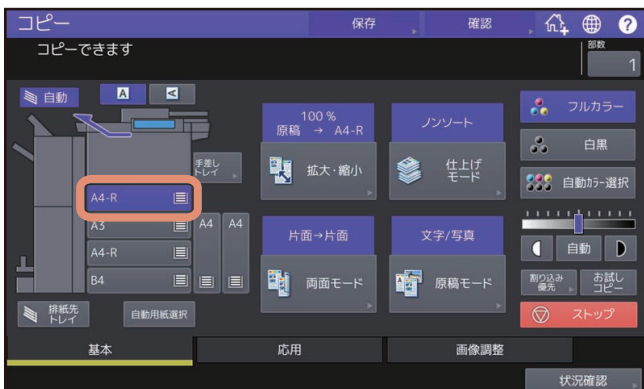 コピー
保存
確認
?
コピーできます
部数
1
自動
A
A
手差し
トレイ
A4-R
A3
A4
A4
A4-R
B4
排紙先
トレイ
自動用紙選択
100 %
原稿 → A4-R
拡大・縮小
ノンソート
仕上げ
モード
片面→片面
両面モード
文字/写真
原稿モード
フルカラー
白黒
自動ｶﾗｰ選択
自動
割り込み
優先
お試し
コピー
ストップ
基本
応用
画像調整
状況確認